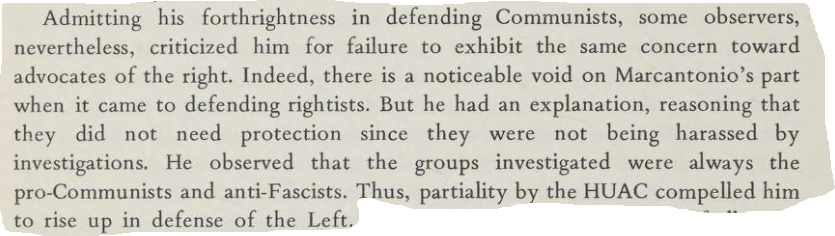 Admitting his forthrightness in defending Communists, some observers,
nevertheless, criticized him for failure to exhibit the same concern toward
advocates of the right. Indeed, there is a noticeable void on Marcantonio's part
when it came to defending rightists. But he had an explanation, reasoning that
they did not need protection since they were not being harassed by
investigations. He observed that the groups investigated were always the
pro-Communists and anti-Fascists. Thus, partiality by the HUAC compelled him
to rise up in defense of the Left.